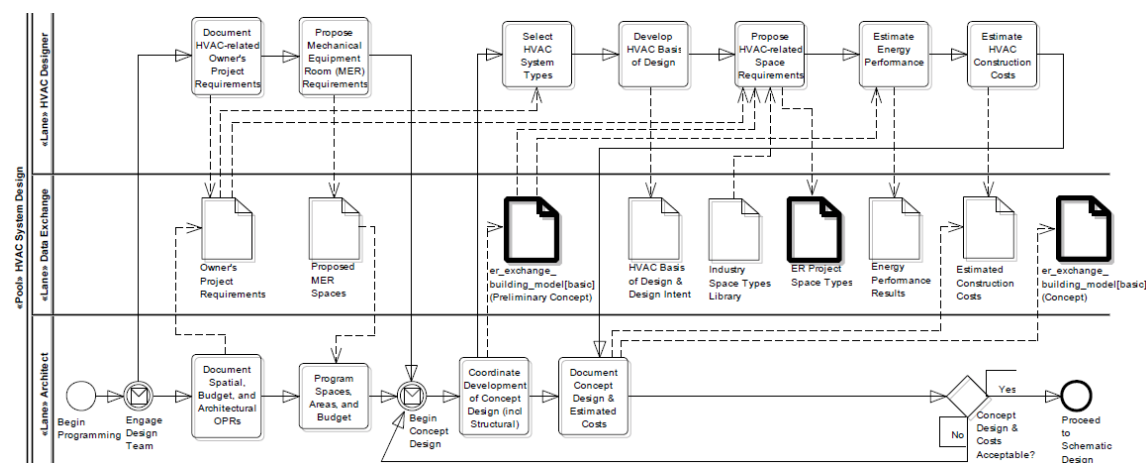 «Pool» HVAC System Design
«Lane» HVAC Designer
Document
HVAC-related
Owner's
Project
Requirements
Propose
Mechanical
Equipment
Room (MER)
Requirements
Select
HVAC
System
Types
Develop
HVAC Basis
of Design
Propose
HVAC-related
Space
Requirements
Estimate
Energy
Performance
Estimate
HVAC
Construction
Costs
«Lane» Data Exchange
Owner's
Project
Requirements
Proposed
MER
Spaces
er_exchange_
building_model[basic]
(Preliminary Concept)
HVAC Basis
of Design &
Design Intent
Industry
Space Types
Library
ER Project
Space Types
Energy
Performance
Results
Estimated
Construction
Costs
er_exchange_
building_model[basic]
(Concept)
«Lane» Architect
Begin
Programming
Engage
Design
Team
Document
Spatial,
Budget, and
Architectural
OPRs
Program
Spaces,
Areas, and
Budget
Begin
Concept
Design
Coordinate
Development
of Concept
Design (incl
Structural)
Document
Concept
Design &
Estimated
Costs
Yes
No
Concept
Design &
Costs
Acceptable?
Proceed
to
Schematic
Design